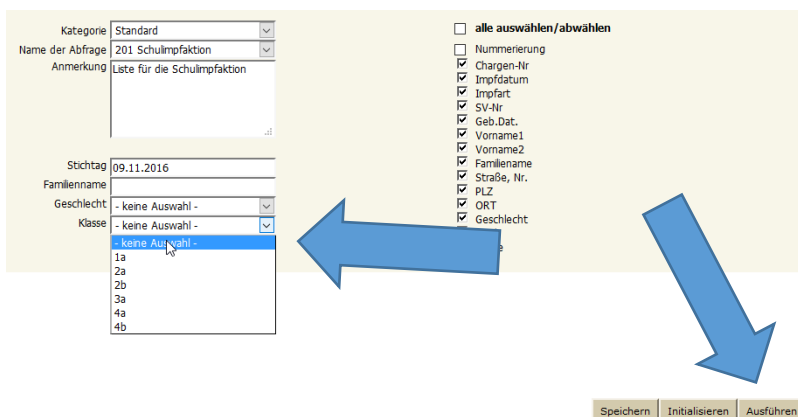 Kategorie Standard
Name der Abfrage 201 Schulimpfaktion
Anmerkung Liste für die Schulimpfaktion
Stichtag 09.11.2016
Familienname
Geschlecht - keine Auswahl -
Klasse - keine Auswahl -
- keine Auswahl -
1a
2a
2b
3a
4a
4b
alle auswählen/abwählen
Nummerierung
Chargen-Nr
Impfdatum
Impfart
SV-Nr
Geb.Dat.
Vorname1
Vorname2
Familiename
Straße, Nr.
PLZ
ORT
Geschlecht
Speichern Initialisieren Ausführen